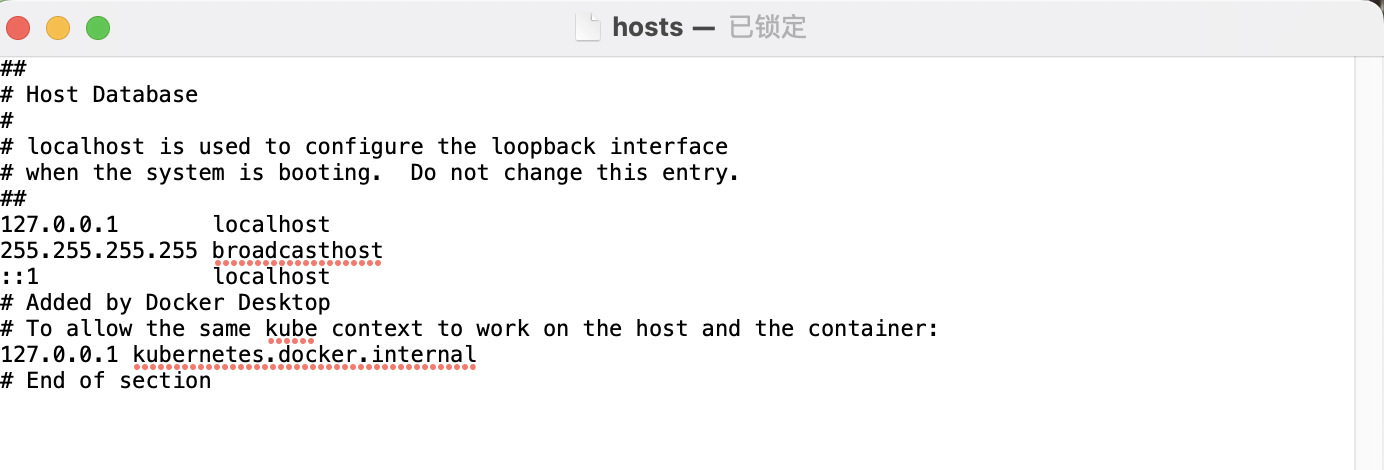 hosts — 已锁定
##
# Host Database
#
# localhost is used to configure the loopback interface
# when the system is booting.  Do not change this entry.
##
127.0.0.1       localhost
255.255.255.255 broadcasthost
::1             localhost
# Added by Docker Desktop
# To allow the same kube context to work on the host and the container:
127.0.0.1 kubernetes.docker.internal
# End of section